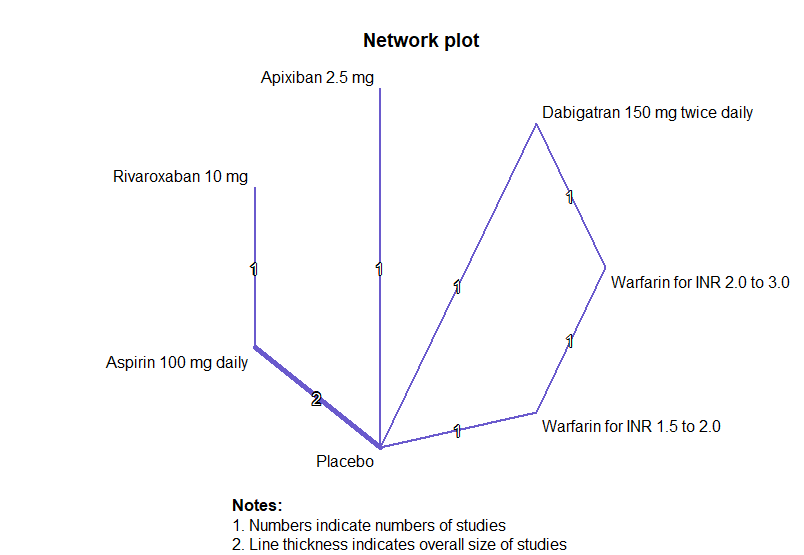 Network plot
Apixiban 2.5 mg
Dabigatran 150 mg twice daily
Rivaroxaban 10 mg
1
1
1
1
Warfarin for INR 2.0 to 3.0
1
Aspirin 100 mg daily
2
1
Warfarin for INR 1.5 to 2.0
Placebo
Notes:
1. Numbers indicate numbers of studies
2. Line thickness indicates overall size of studies